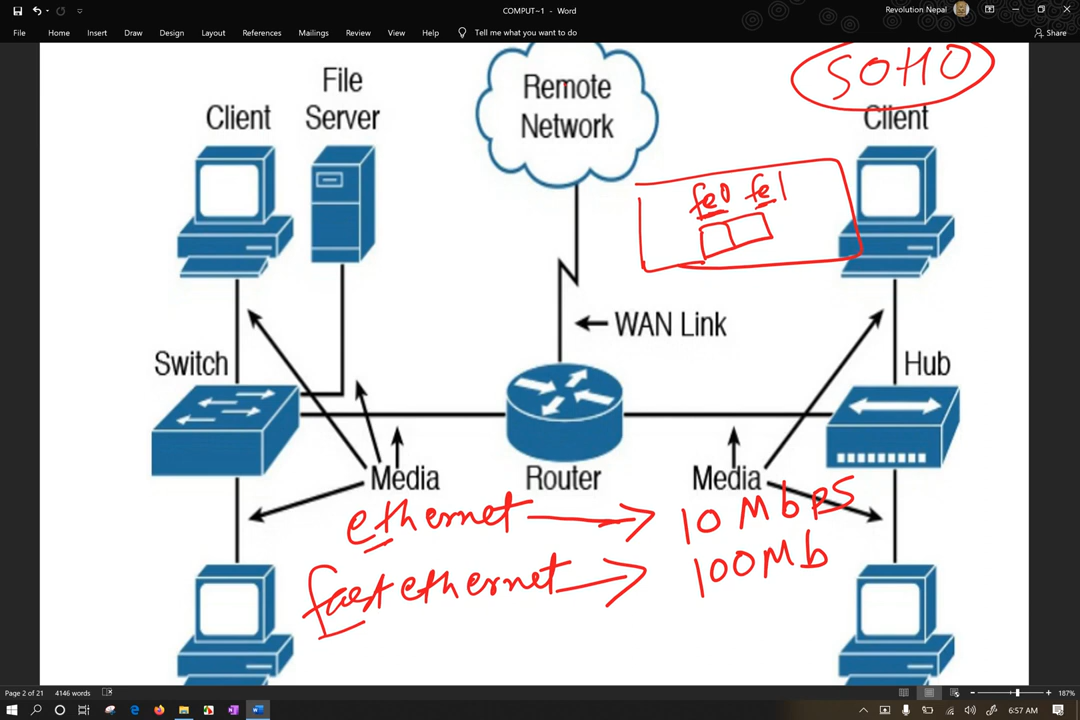 COMPUT~1 - Word
Revolution Nepal
File Home Insert Draw Design Layout References Mailings Review View Help Tell me what you want to do Share
SOHO
File
Server
Client
Remote
Network
Client
fe0 fe1
WAN Link
Switch
Hub
Media
Router
Media
ethernet → 10 Mbps
fast ethernet → 100Mb
Page 2 of 21 4146 words 187%
6:57 AM